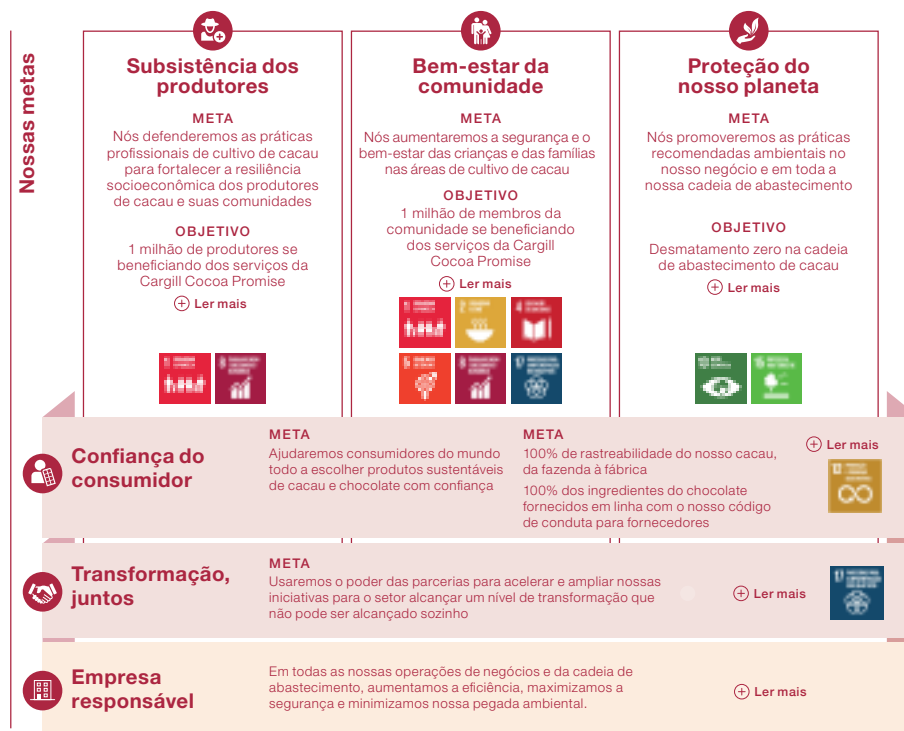 Nossas metas
Subsistência dos
produtores
META
Nós defenderemos as práticas
profissionais de cultivo de cacau
para fortalecer a resiliência
socioeconômica dos produtores
de cacau e suas comunidades
OBJETIVO
1 milhão de produtores se
beneficiando dos serviços da
Cargill Cocoa Promise
Ler mais
Bem-estar da
comunidade
META
Nós aumentaremos a segurança e o
bem-estar das crianças e das famílias
nas áreas de cultivo de cacau
OBJETIVO
1 milhão de membros da
comunidade se beneficiando
dos serviços da Cargill
Cocoa Promise
Ler mais
Proteção do
nosso planeta
META
Nós promoveremos as práticas
recomendadas ambientais no
nosso negócio e em toda a
nossa cadeia de abastecimento
OBJETIVO
Desmatamento zero na cadeia
de abastecimento de cacau
Ler mais
Confiança do
consumidor
META
Ajudaremos consumidores do mundo
todo a escolher produtos sustentáveis
de cacau e chocolate com confiança
META
100% de rastreabilidade do nosso cacau,
da fazenda à fábrica
100% dos ingredientes do chocolate
fornecidos em linha com o nosso código
de conduta para fornecedores
Ler mais
Transformação,
juntos
META
Usaremos o poder das parcerias para acelerar e ampliar nossas
iniciativas para o setor alcançar um nível de transformação que
não pode ser alcançado sozinho
Ler mais
Empresa
responsável
Em todas as nossas operações de negócios e da cadeia de
abastecimento, aumentamos a eficiência, maximizamos a
segurança e minimizamos nossa pegada ambiental.
Ler mais